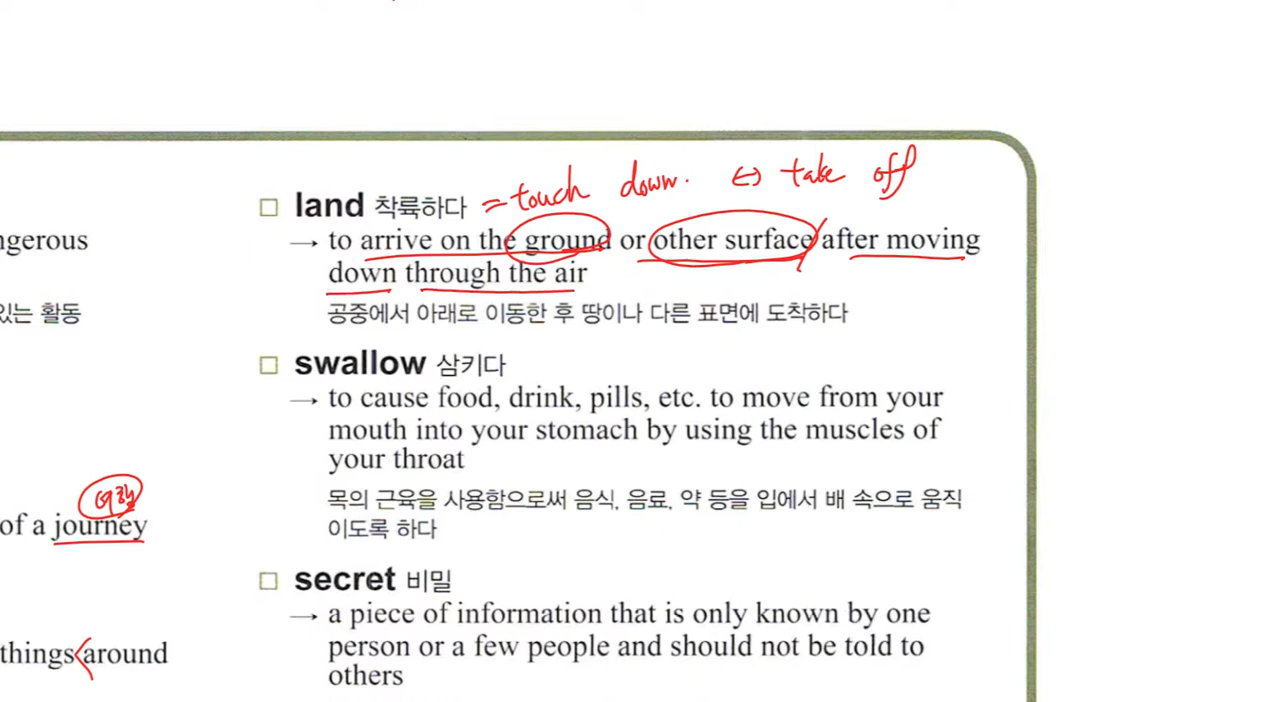 ngerous
있는 활동
여행
of a journey
things around
land 착륙하다 = touch down. ↔ take off
→ to arrive on the ground or other surface after moving
down through the air
공중에서 아래로 이동한 후 땅이나 다른 표면에 도착하다
swallow 삼키다
→ to cause food, drink, pills, etc. to move from your
mouth into your stomach by using the muscles of
your throat
목의 근육을 사용함으로써 음식, 음료, 약 등을 입에서 배 속으로 움직
이도록 하다
secret 비밀
→ a piece of information that is only known by one
person or a few people and should not be told to
others